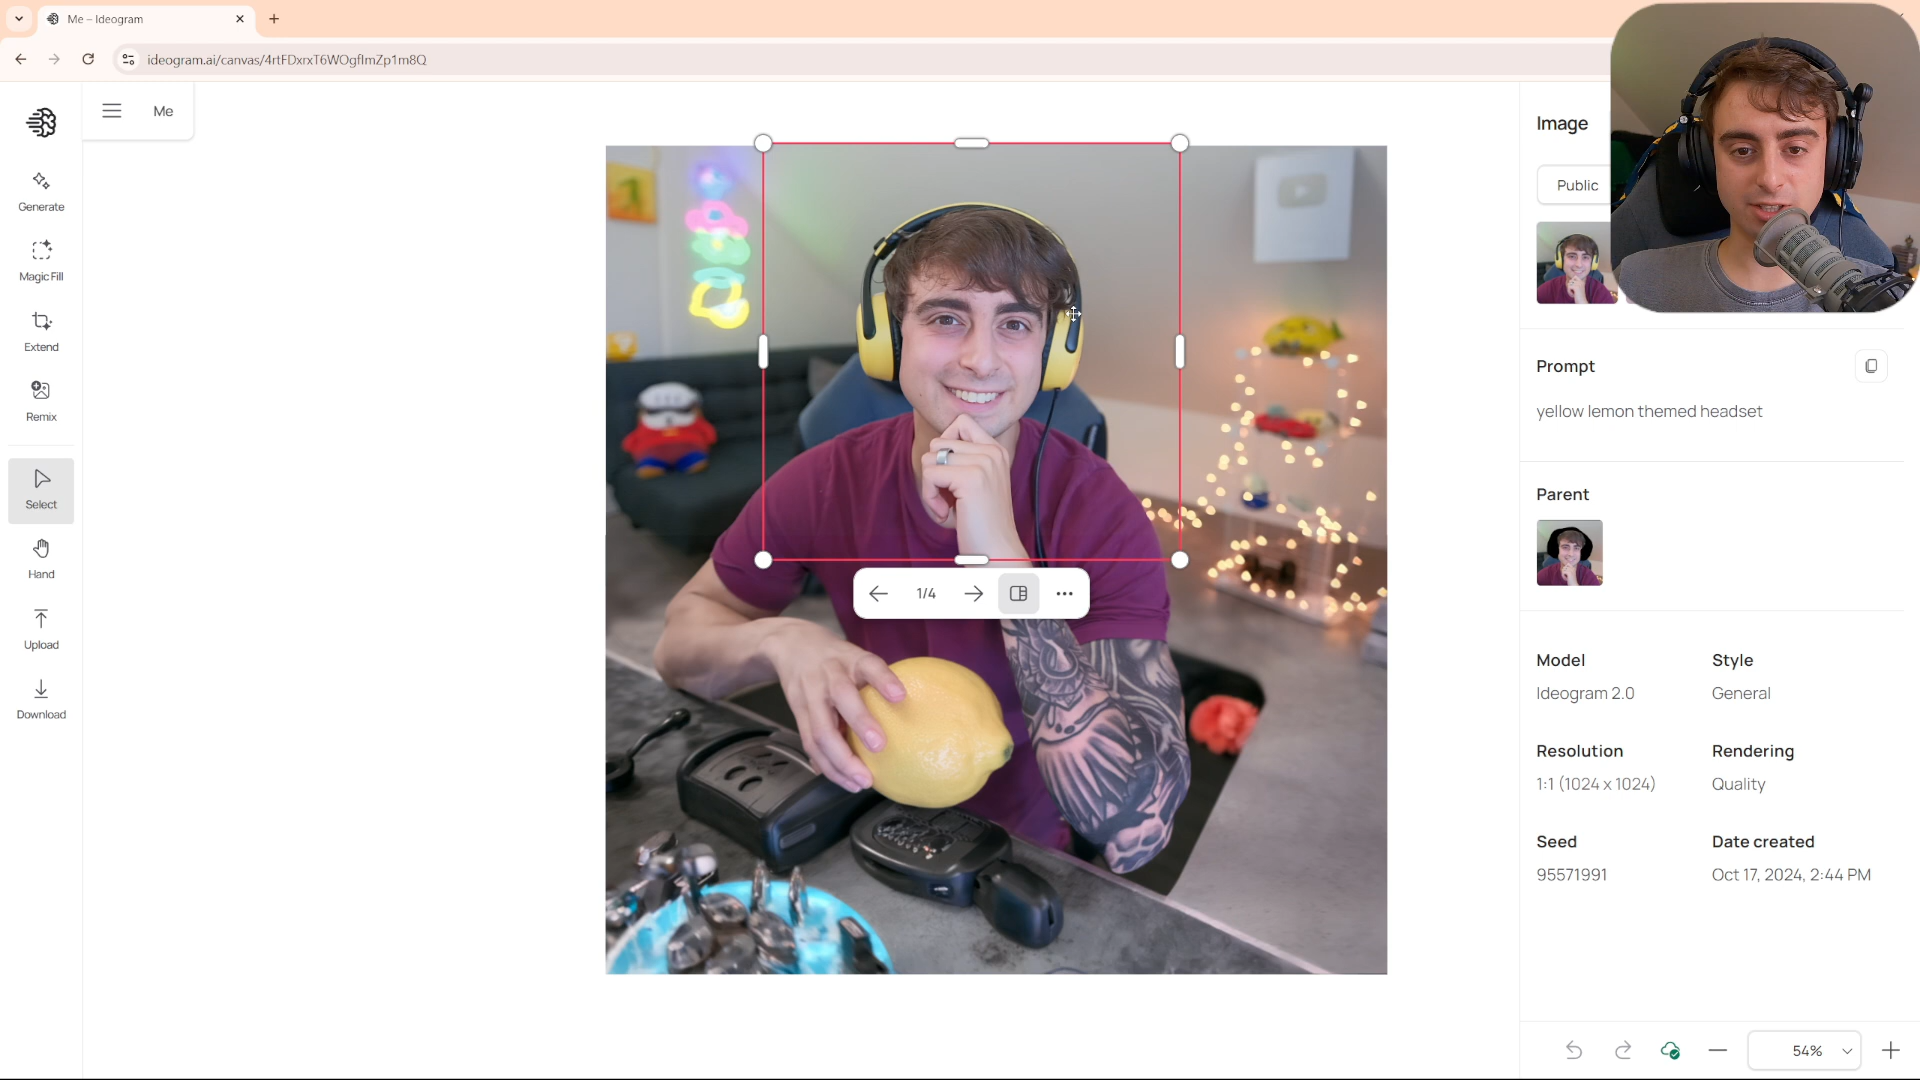 Me – Ideogram
ideogram.ai/canvas/4rtFDxrxT6WOgflmZp1m8Q
Me
Generate
Magic Fill
Extend
Remix
Select
Hand
Upload
Download
1/4
Image
Public
Prompt
yellow lemon themed headset
Parent
Model
Style
Ideogram 2.0
General
Resolution
Rendering
1:1 (1024 x 1024)
Quality
Seed
Date created
95571991
Oct 17, 2024, 2:44 PM
54%